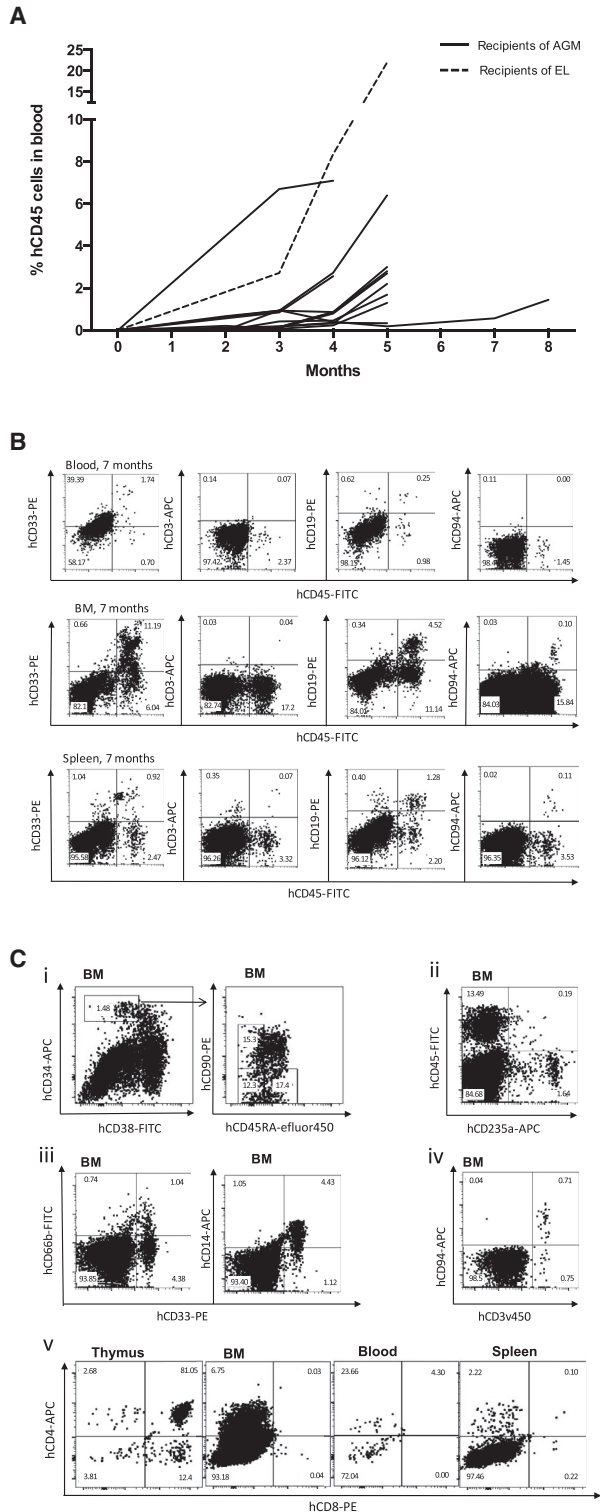 A
25
20
15
10
8
6
4
2
0
% hCD45 cells in blood
Recipients of AGM
Recipients of EL
0 1 2 3 4 5 6 7 8
Months
B
Blood, 7 months
hCD33-PE
39.39 1.74
58.17 0.70
hCD3-APC
0.14 0.07
97.42 2.37
hCD19-PE
0.62 0.25
98.15 0.98
hCD94-APC
0.11 0.00
1.45
hCD45-FITC
BM, 7 months
hCD33-PE
0.66 11.19
82.1 6.04
hCD3-APC
0.03 0.04
82.74 17.2
hCD19-PE
0.34 4.52
84.01 11.14
hCD94-APC
0.03 0.10
84.03 15.84
hCD45-FITC
Spleen, 7 months
hCD33-PE
1.04 0.92
95.58 2.47
hCD3-APC
0.35 0.07
96.26 3.32
hCD19-PE
0.40 1.28
96.12 2.20
hCD94-APC
0.02 0.11
96.35 3.53
hCD45-FITC
C
i
BM
hCD34-APC
1.48
hCD38-FITC
BM
hCD90-PE
15.3
12.3 17.4
hCD45RA-efluor450
ii
BM
hCD45-FITC
13.49 0.19
84.68 1.64
hCD235a-APC
iii
BM
hCD66b-FITC
0.74 1.04
93.85 4.38
BM
hCD14-APC
1.05 4.43
93.40 1.12
hCD33-PE
iv
BM
hCD94-APC
0.04 0.71
98.5 0.75
hCD3v450
v
Thymus
hCD4-APC
2.68 81.05
3.81 12.4
BM
6.75 0.03
93.18 0.04
Blood
23.66 4.30
72.04 0.00
Spleen
2.22 0.10
97.46 0.22
hCD8-PE